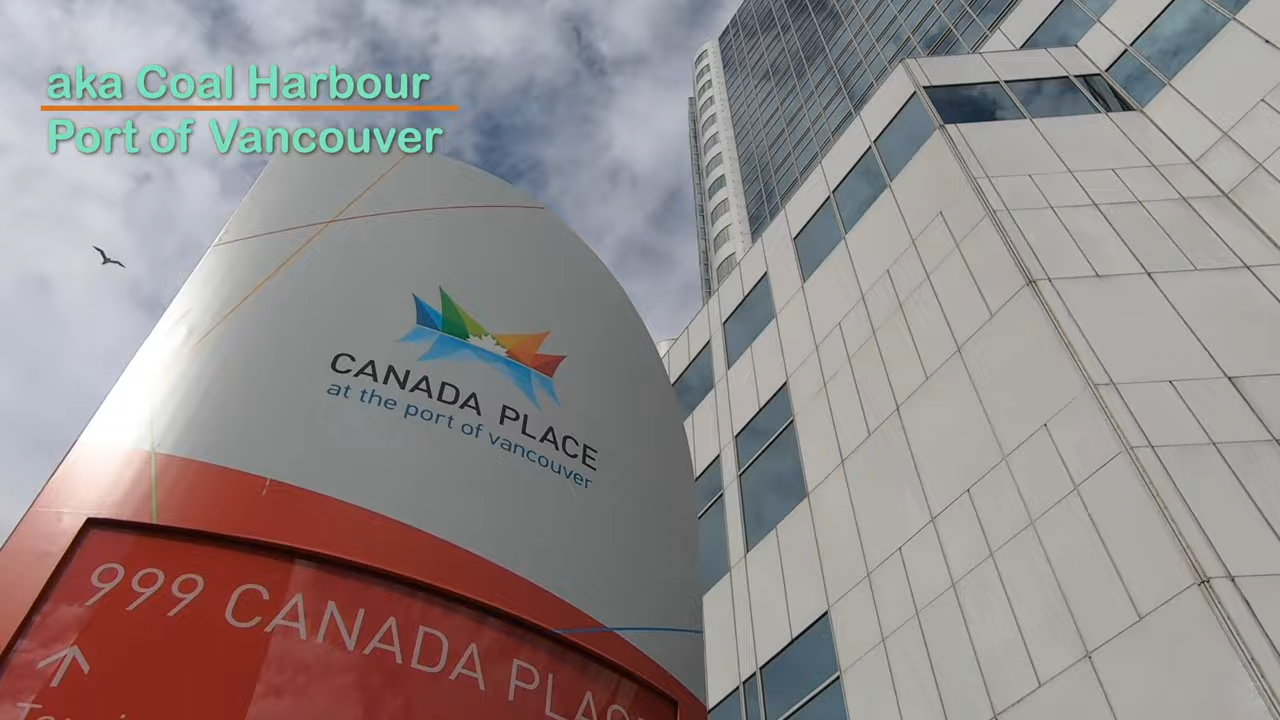 aka Coal Harbour
Port of Vancouver
CANADA PLACE
at the port of vancouver
999 CANADA PLACE